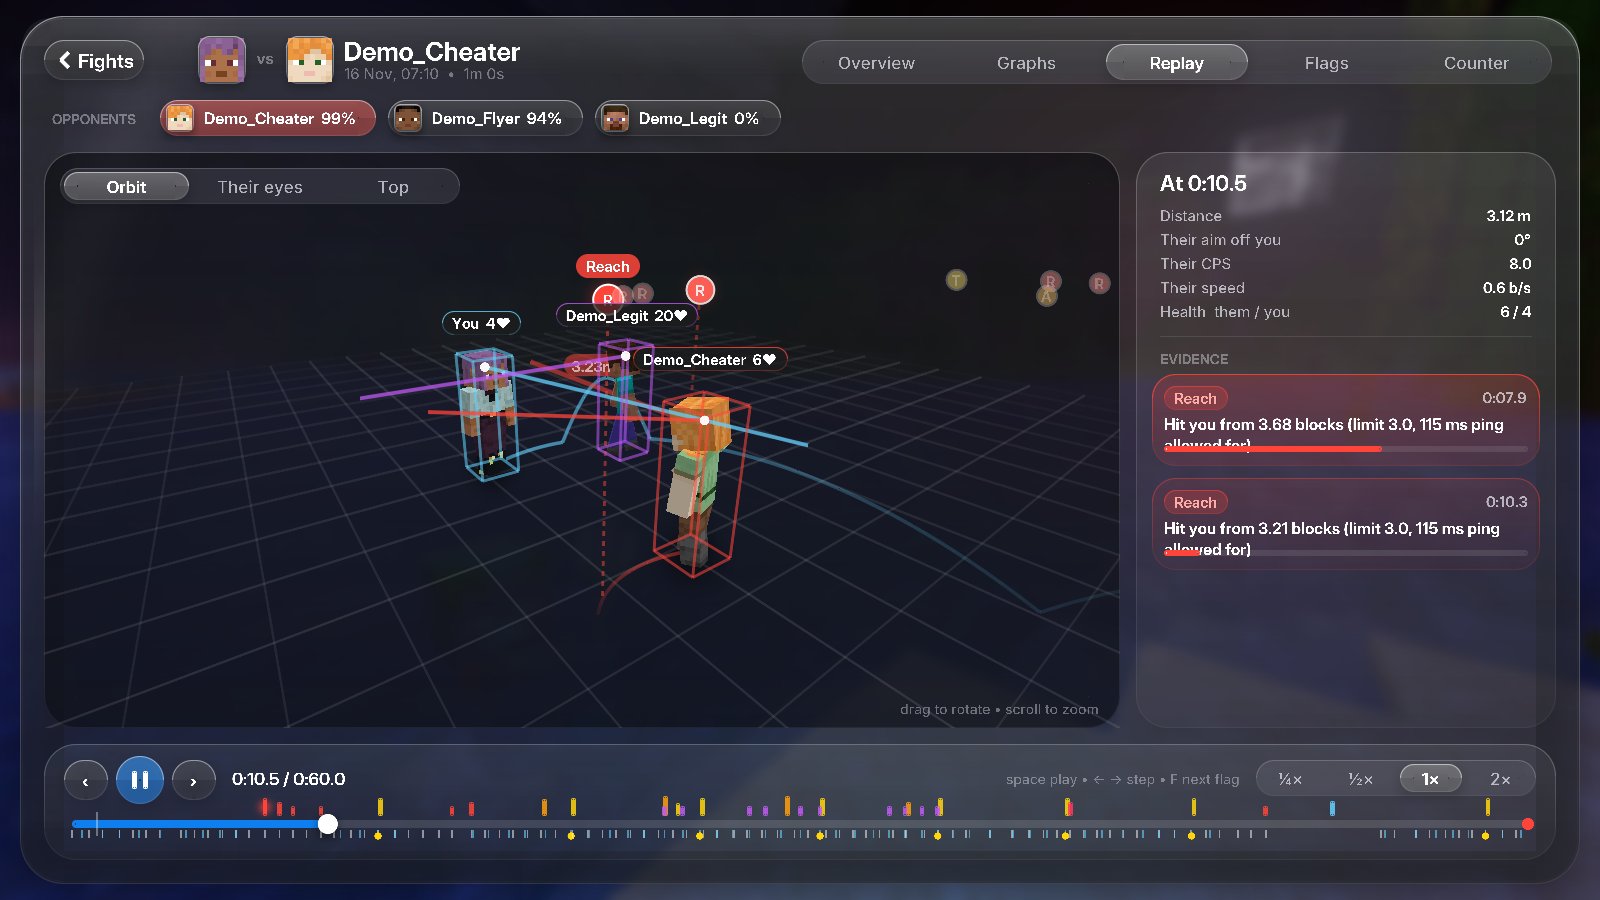 Fights
vs
Demo_Cheater
16 Nov, 07:10 • 1m 0s
Overview
Graphs
Replay
Flags
Counter
OPPONENTS
Demo_Cheater 99%
Demo_Flyer 94%
Demo_Legit 0%
Orbit
Their eyes
Top
Reach
R
R
R
R
T
R
A
R
You 4♥
Demo_Legit 20♥
Demo_Cheater 6♥
drag to rotate • scroll to zoom
At 0:10.5
Distance 3.12 m
Their aim off you 0°
Their CPS 8.0
Their speed 0.6 b/s
Health them / you 6 / 4
EVIDENCE
Reach 0:07.9
Hit you from 3.68 blocks (limit 3.0, 115 ms ping
allowed for)
Reach 0:10.3
Hit you from 3.21 blocks (limit 3.0, 115 ms ping
allowed for)
0:10.5 / 0:60.0
space play • ← → step • F next flag
¼×
½×
1×
2×